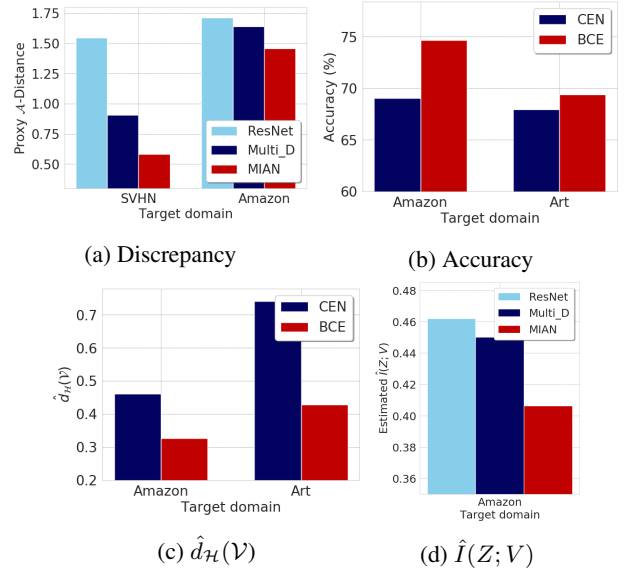 1.75
1.50
1.25
1.00
0.75
0.50
Proxy 𝒜-Distance
ResNet
Multi_D
MIAN
SVHN
Amazon
Target domain
(a) Discrepancy
75
70
65
60
Accuracy (%)
CEN
BCE
Amazon
Art
Target domain
(b) Accuracy
0.7
0.6
0.5
0.4
0.3
0.2
d̂_ℋ(𝒱)
CEN
BCE
Amazon
Art
Target domain
(c) d̂_ℋ(𝒱)
0.48
0.46
0.44
0.42
0.40
0.38
0.36
Estimated Î(Z; V)
ResNet
Multi_D
MIAN
Amazon
Target domain
(d) Î(Z; V)